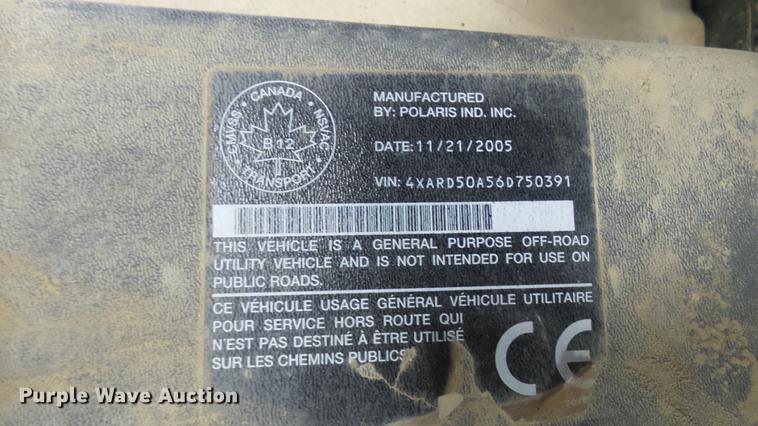 CANADA
CMVSS
NSVAC
B 12
TRANSPORT
MANUFACTURED
BY: POLARIS IND. INC.
DATE: 11/21/2005
VIN: 4XARD50A56D750391
THIS VEHICLE IS A GENERAL PURPOSE OFF-ROAD
UTILITY VEHICLE AND IS NOT INTENDED FOR USE ON
PUBLIC ROADS.
CE VÉHICULE USAGE GÉNÉRAL VÉHICULE UTILITAIRE
POUR SERVICE HORS ROUTE QUI
N'EST PAS DESTINÉ À ÊTRE UTILISÉ
SUR LES CHEMINS PUBLICS
CE
Purple Wave Auction